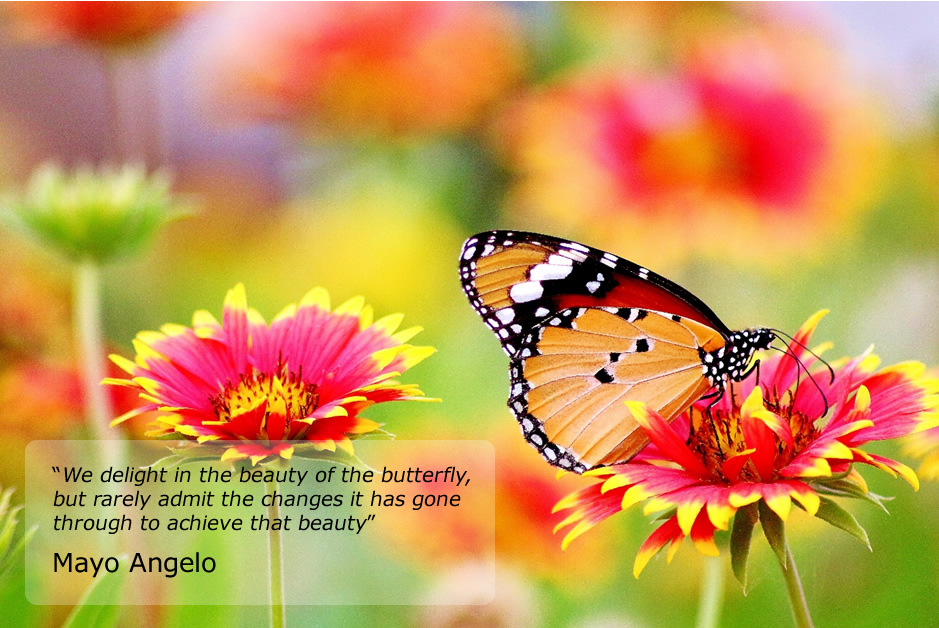 “We delight in the beauty of the butterfly,
but rarely admit the changes it has gone
through to achieve that beauty”
Mayo Angelo